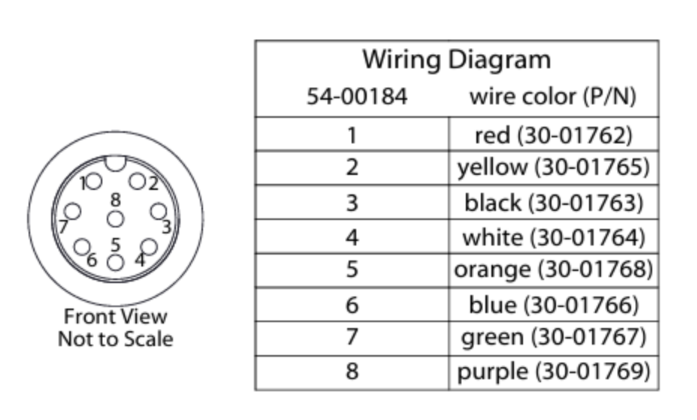 Wiring Diagram
54-00184 wire color (P/N)
1 red (30-01762)
2 yellow (30-01765)
3 black (30-01763)
4 white (30-01764)
5 orange (30-01768)
6 blue (30-01766)
7 green (30-01767)
8 purple (30-01769)
1 2
8
7 3
5
6 4
Front View
Not to Scale